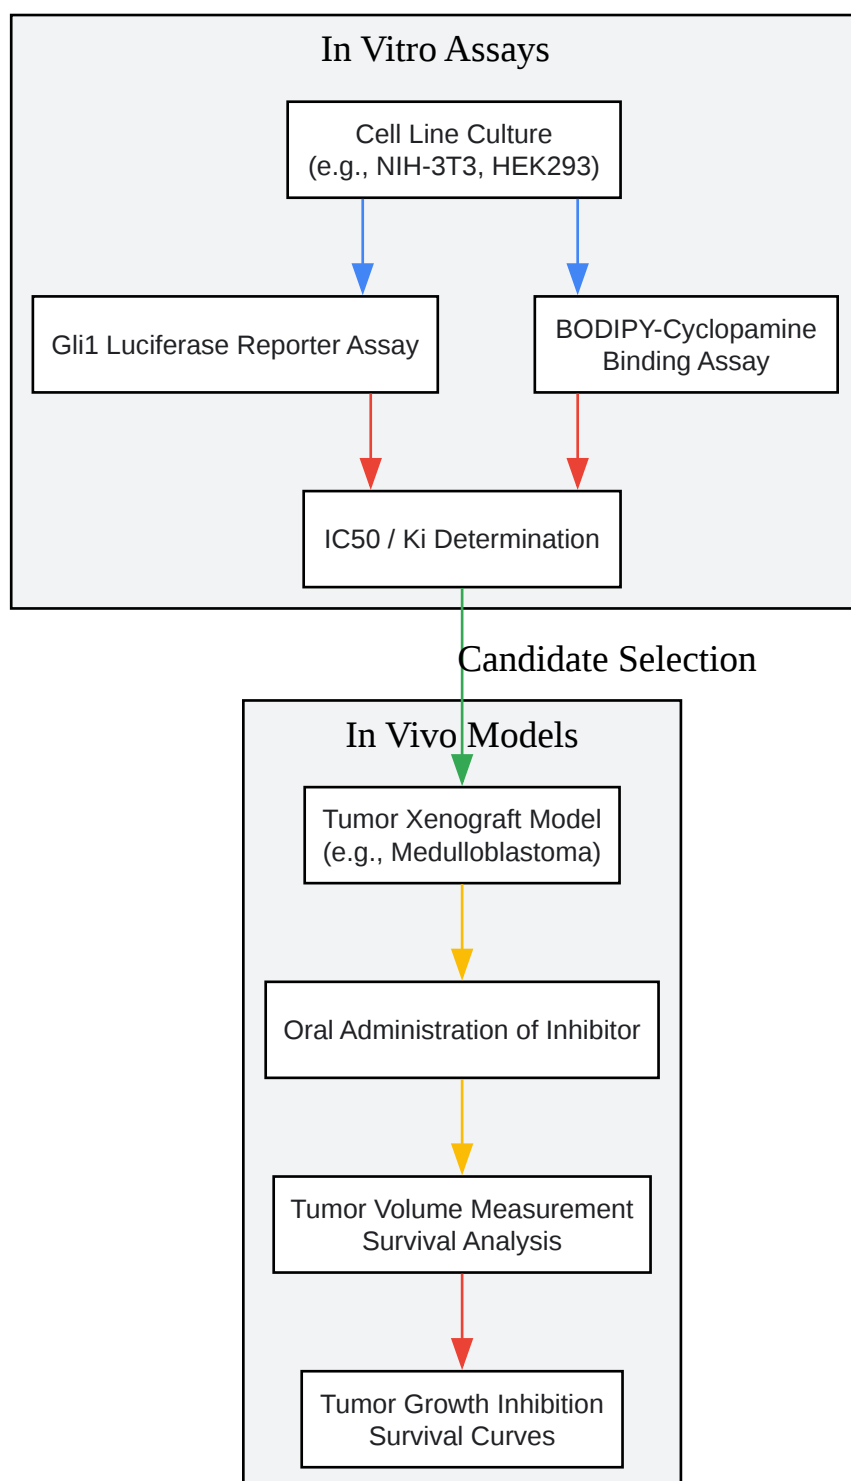 In Vitro Assays
Cell Line Culture
(e.g., NIH-3T3, HEK293)
Gli1 Luciferase Reporter Assay
BODIPY-Cyclopamine
Binding Assay
IC50 / Ki Determination
Candidate Selection
In Vivo Models
Tumor Xenograft Model
(e.g., Medulloblastoma)
Oral Administration of Inhibitor
Tumor Volume Measurement
Survival Analysis
Tumor Growth Inhibition
Survival Curves